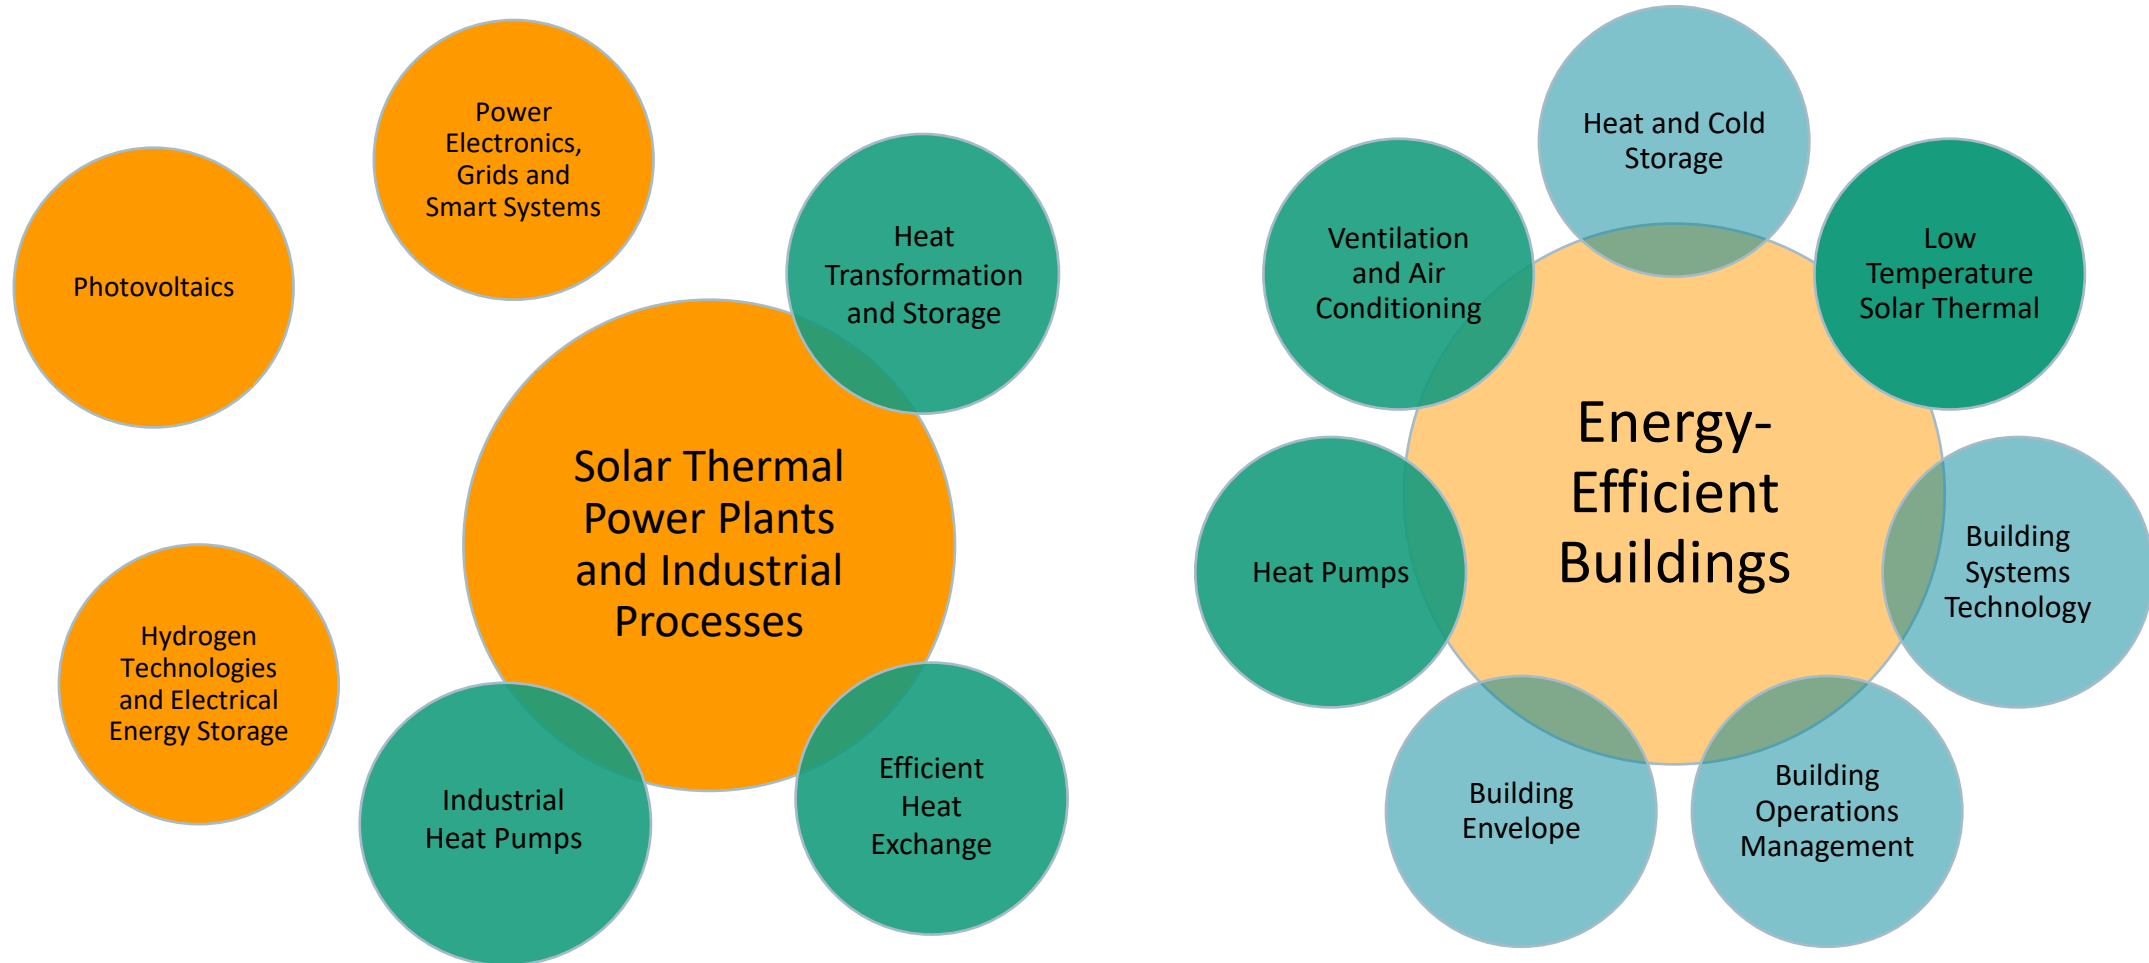 Power
Electronics,
Grids and
Smart Systems
Photovoltaics
Heat
Transformation
and Storage
Solar Thermal
Power Plants
and Industrial
Processes
Hydrogen
Technologies
and Electrical
Energy Storage
Industrial
Heat Pumps
Efficient
Heat
Exchange
Heat and Cold
Storage
Ventilation
and Air
Conditioning
Low
Temperature
Solar Thermal
Energy-
Efficient
Buildings
Heat Pumps
Building
Systems
Technology
Building
Envelope
Building
Operations
Management